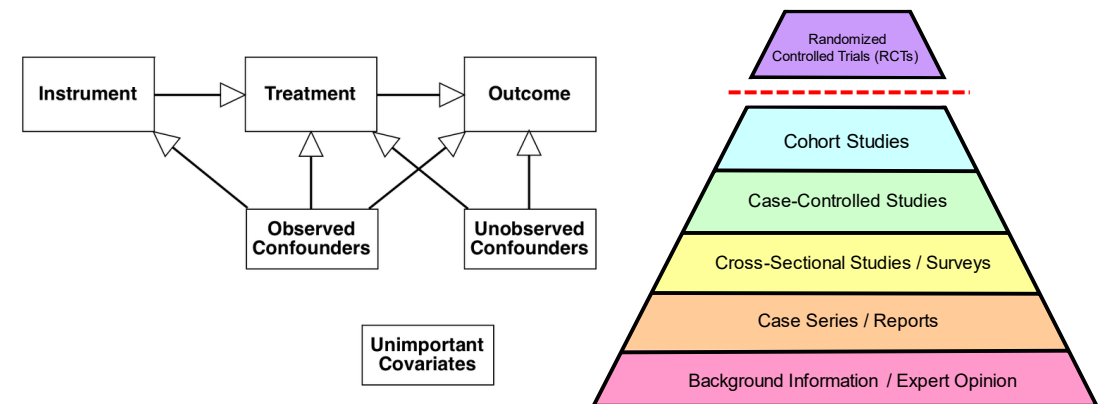 Instrument
Treatment
Outcome
Observed
Confounders
Unobserved
Confounders
Unimportant
Covariates
Randomized
Controlled Trials (RCTs)
Cohort Studies
Case-Controlled Studies
Cross-Sectional Studies / Surveys
Case Series / Reports
Background Information / Expert Opinion